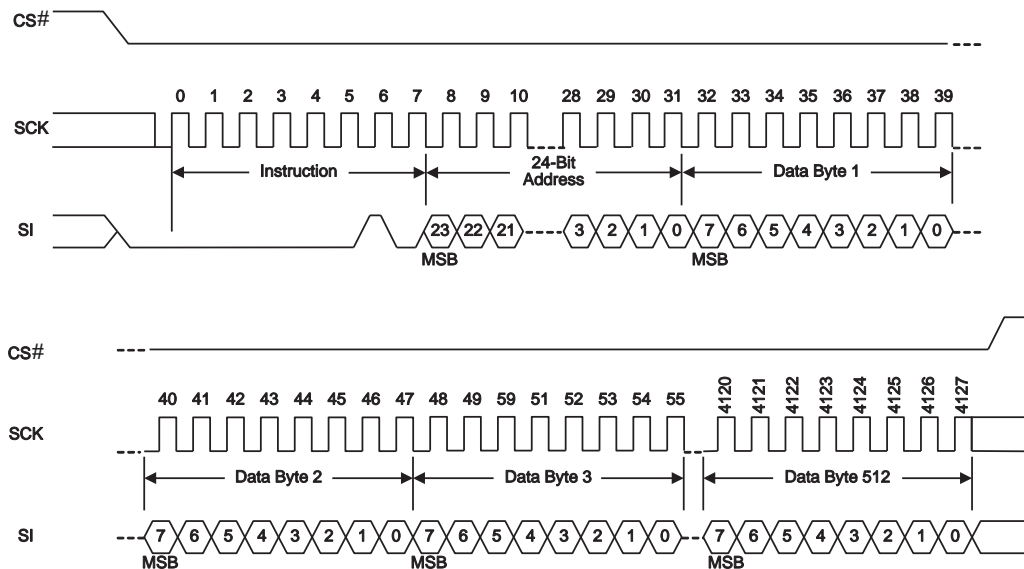 CS#
0 1 2 3 4 5 6 7 8 9 10 28 29 30 31 32 33 34 35 36 37 38 39
SCK
Instruction 24-Bit Address Data Byte 1
SI 23 22 21 3 2 1 0 7 6 5 4 3 2 1 0
MSB MSB
CS#
40 41 42 43 44 45 46 47 48 49 59 51 52 53 54 55 4120 4121 4122 4123 4124 4125 4126 4127
SCK
Data Byte 2 Data Byte 3 Data Byte 512
SI 7 6 5 4 3 2 1 0 7 6 5 4 3 2 1 0 7 6 5 4 3 2 1 0
MSB MSB MSB